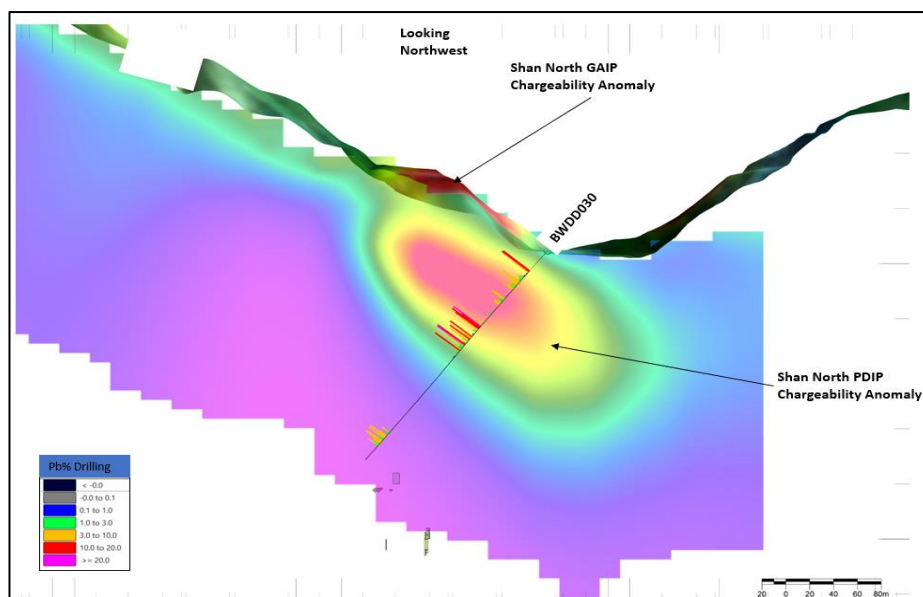 Looking
Northwest
Shan North GAIP
Chargeability Anomaly
BWDD030
Shan North PDIP
Chargeability Anomaly
Pb% Drilling
< -0.0
-0.0 to 0.1
0.1 to 1.0
1.0 to 3.0
3.0 to 10.0
10.0 to 20.0
>= 20.0
20 0 20 40 60 80m